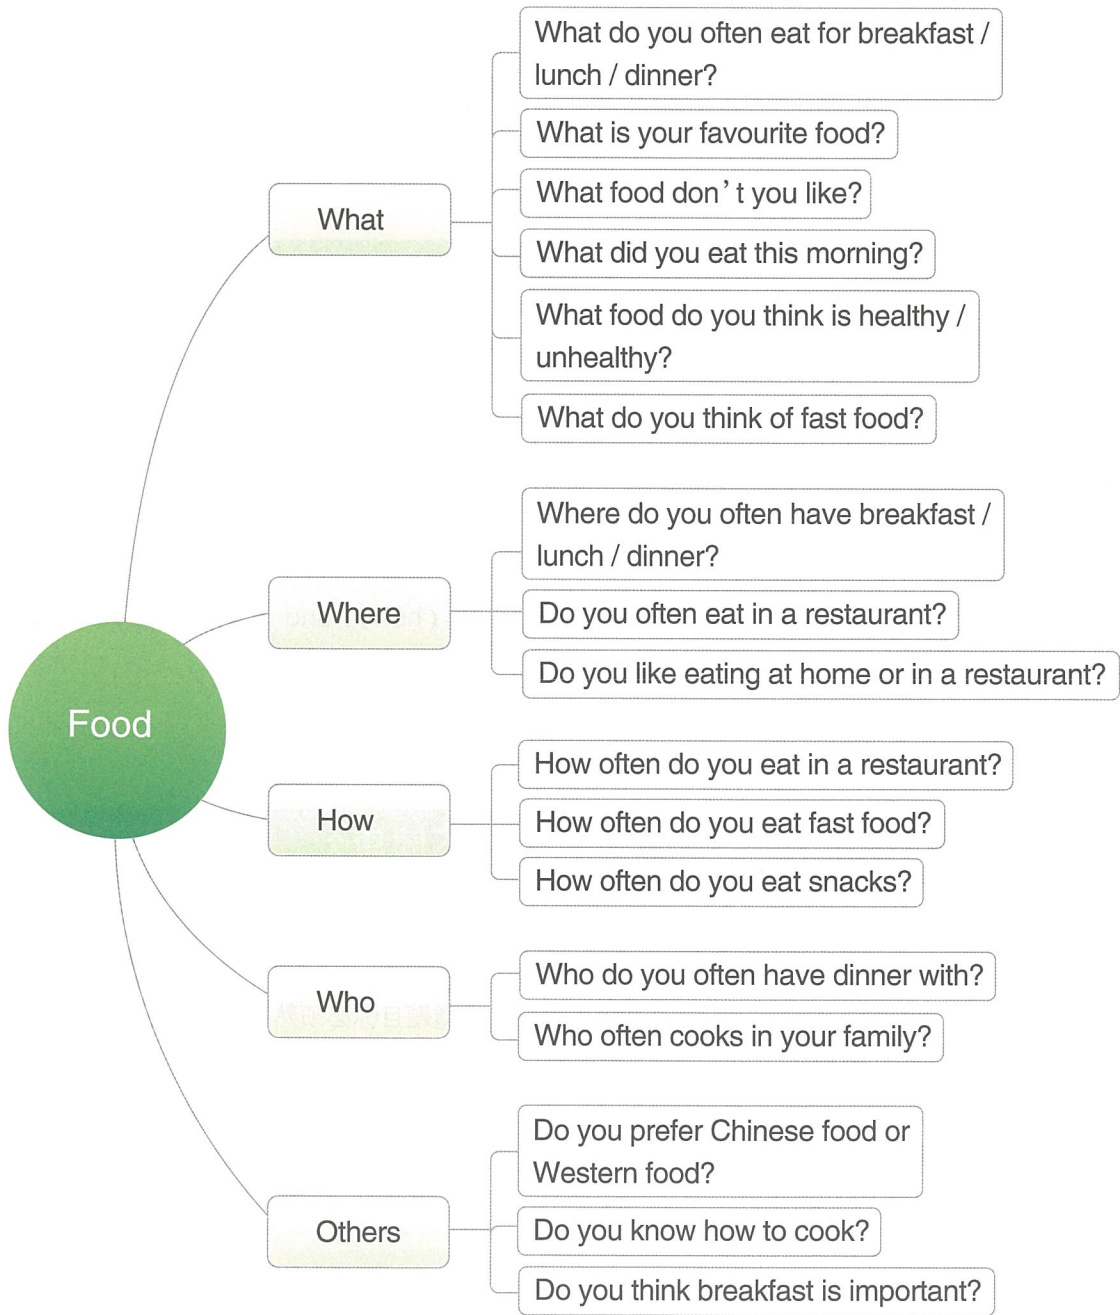 What do you often eat for breakfast /
lunch / dinner?
What is your favourite food?
What food don't you like?
What did you eat this morning?
What food do you think is healthy /
unhealthy?
What do you think of fast food?
What
Where do you often have breakfast /
lunch / dinner?
Do you often eat in a restaurant?
Do you like eating at home or in a restaurant?
Where
Food
How often do you eat in a restaurant?
How often do you eat fast food?
How often do you eat snacks?
How
Who do you often have dinner with?
Who often cooks in your family?
Who
Do you prefer Chinese food or
Western food?
Do you know how to cook?
Do you think breakfast is important?
Others